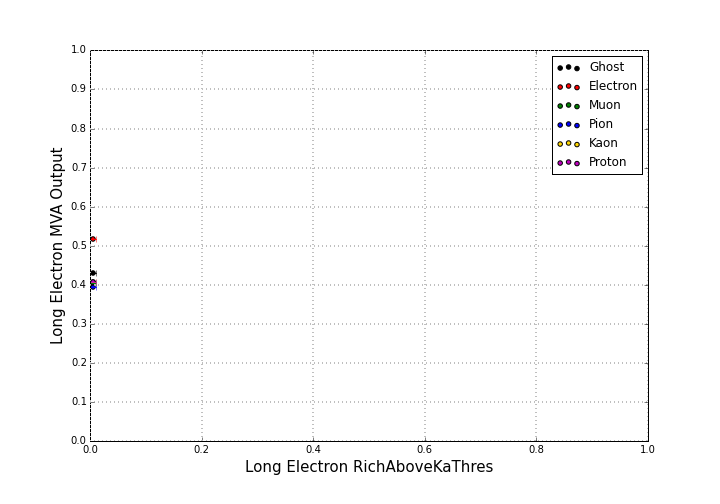 1.0
0.9
0.8
0.7
0.6
0.5
0.4
0.3
0.2
0.1
0.0
Long Electron MVA Output
Ghost
Electron
Muon
Pion
Kaon
Proton
0.0 0.2 0.4 0.6 0.8 1.0
Long Electron RichAboveKaThres